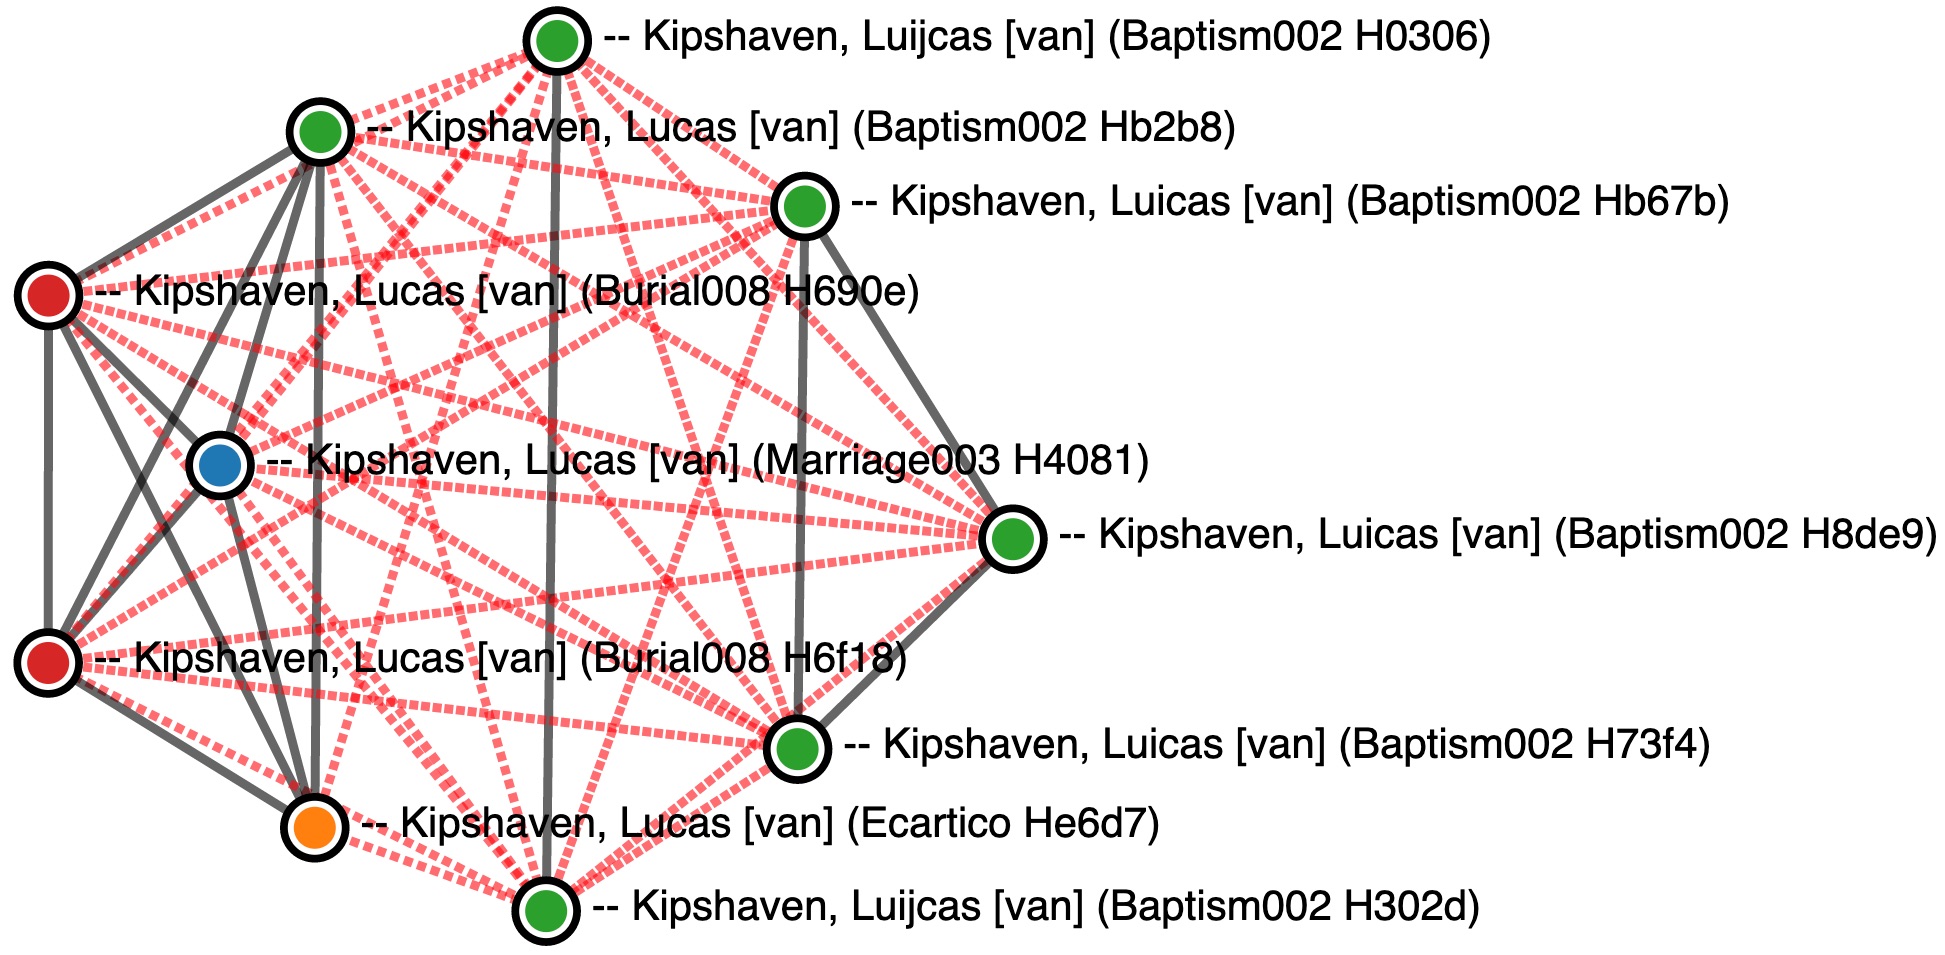 -- Kipshaven, Luijcas [van] (Baptism002 H0306)
-- Kipshaven, Lucas [van] (Baptism002 Hb2b8)
-- Kipshaven, Luicas [van] (Baptism002 Hb67b)
-- Kipshaven, Lucas [van] (Burial008 H690e)
-- Kipshaven, Lucas [van] (Marriage003 H4081)
-- Kipshaven, Luicas [van] (Baptism002 H8de9)
-- Kipshaven, Lucas [van] (Burial008 H6f18)
-- Kipshaven, Luicas [van] (Baptism002 H73f4)
-- Kipshaven, Lucas [van] (Ecartico He6d7)
-- Kipshaven, Luijcas [van] (Baptism002 H302d)